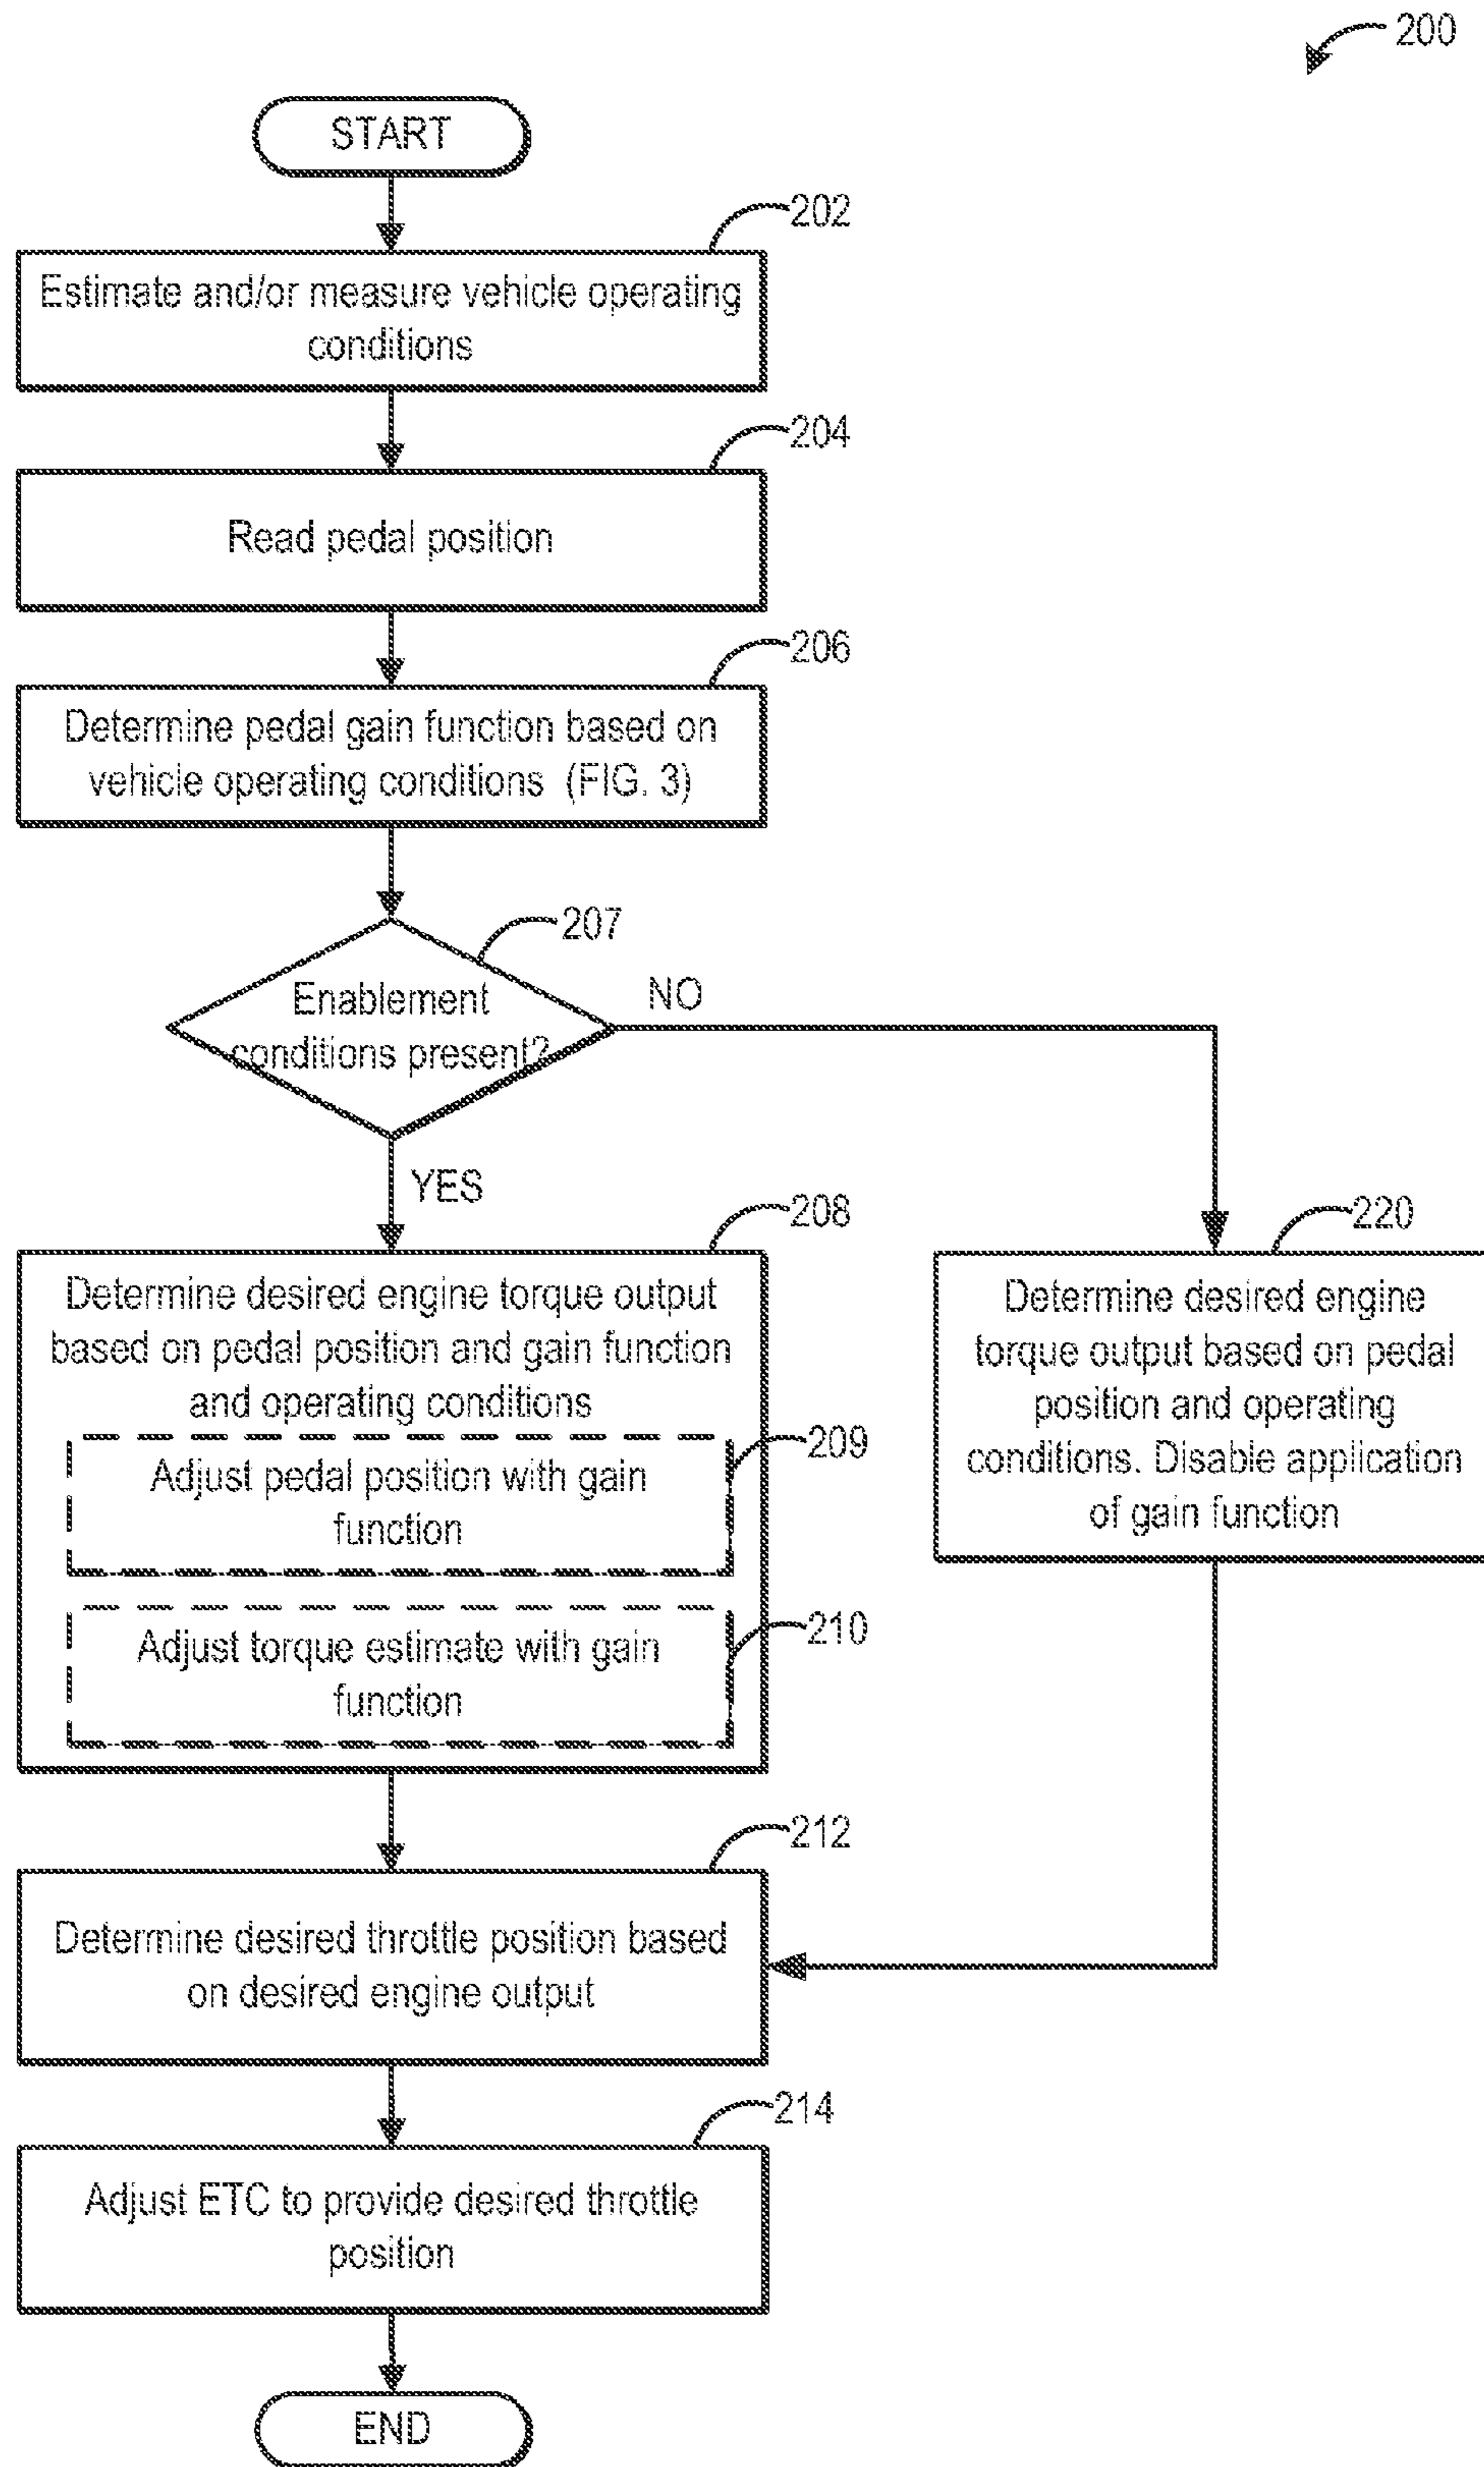 200
START
202
Estimate and/or measure vehicle operating
conditions
204
Read pedal position
206
Determine pedal gain function based on
vehicle operating conditions (FIG. 3)
207
Enablement
conditions present?
NO
YES
208
Determine desired engine torque output
based on pedal position and gain function
and operating conditions
209
Adjust pedal position with gain
function
210
Adjust torque estimate with gain
function
220
Determine desired engine
torque output based on pedal
position and operating
conditions. Disable application
of gain function
212
Determine desired throttle position based
on desired engine output
214
Adjust ETC to provide desired throttle
position
END